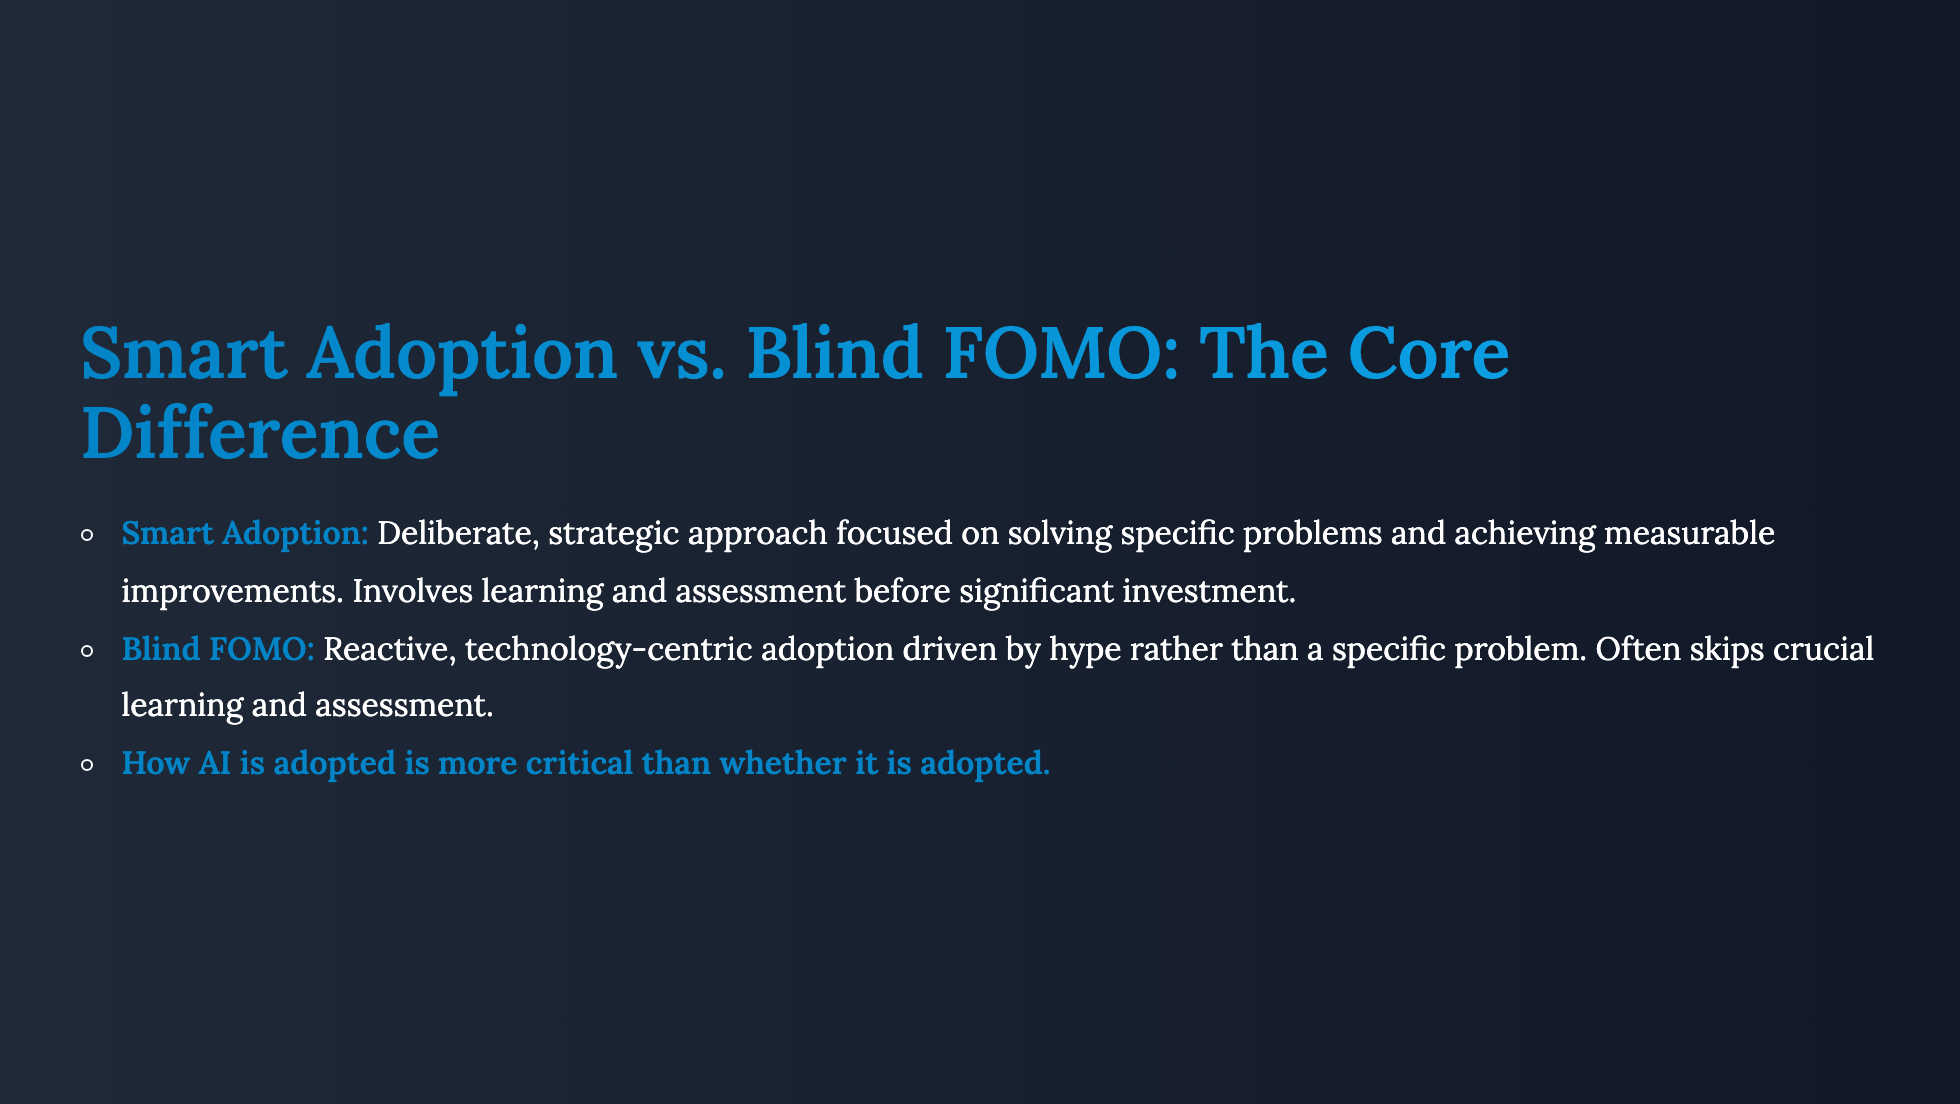 Smart Adoption vs. Blind FOMO: The Core
Difference
Smart Adoption: Deliberate, strategic approach focused on solving specific problems and achieving measurable
improvements. Involves learning and assessment before significant investment.
Blind FOMO: Reactive, technology-centric adoption driven by hype rather than a specific problem. Often skips crucial
learning and assessment.
How AI is adopted is more critical than whether it is adopted.